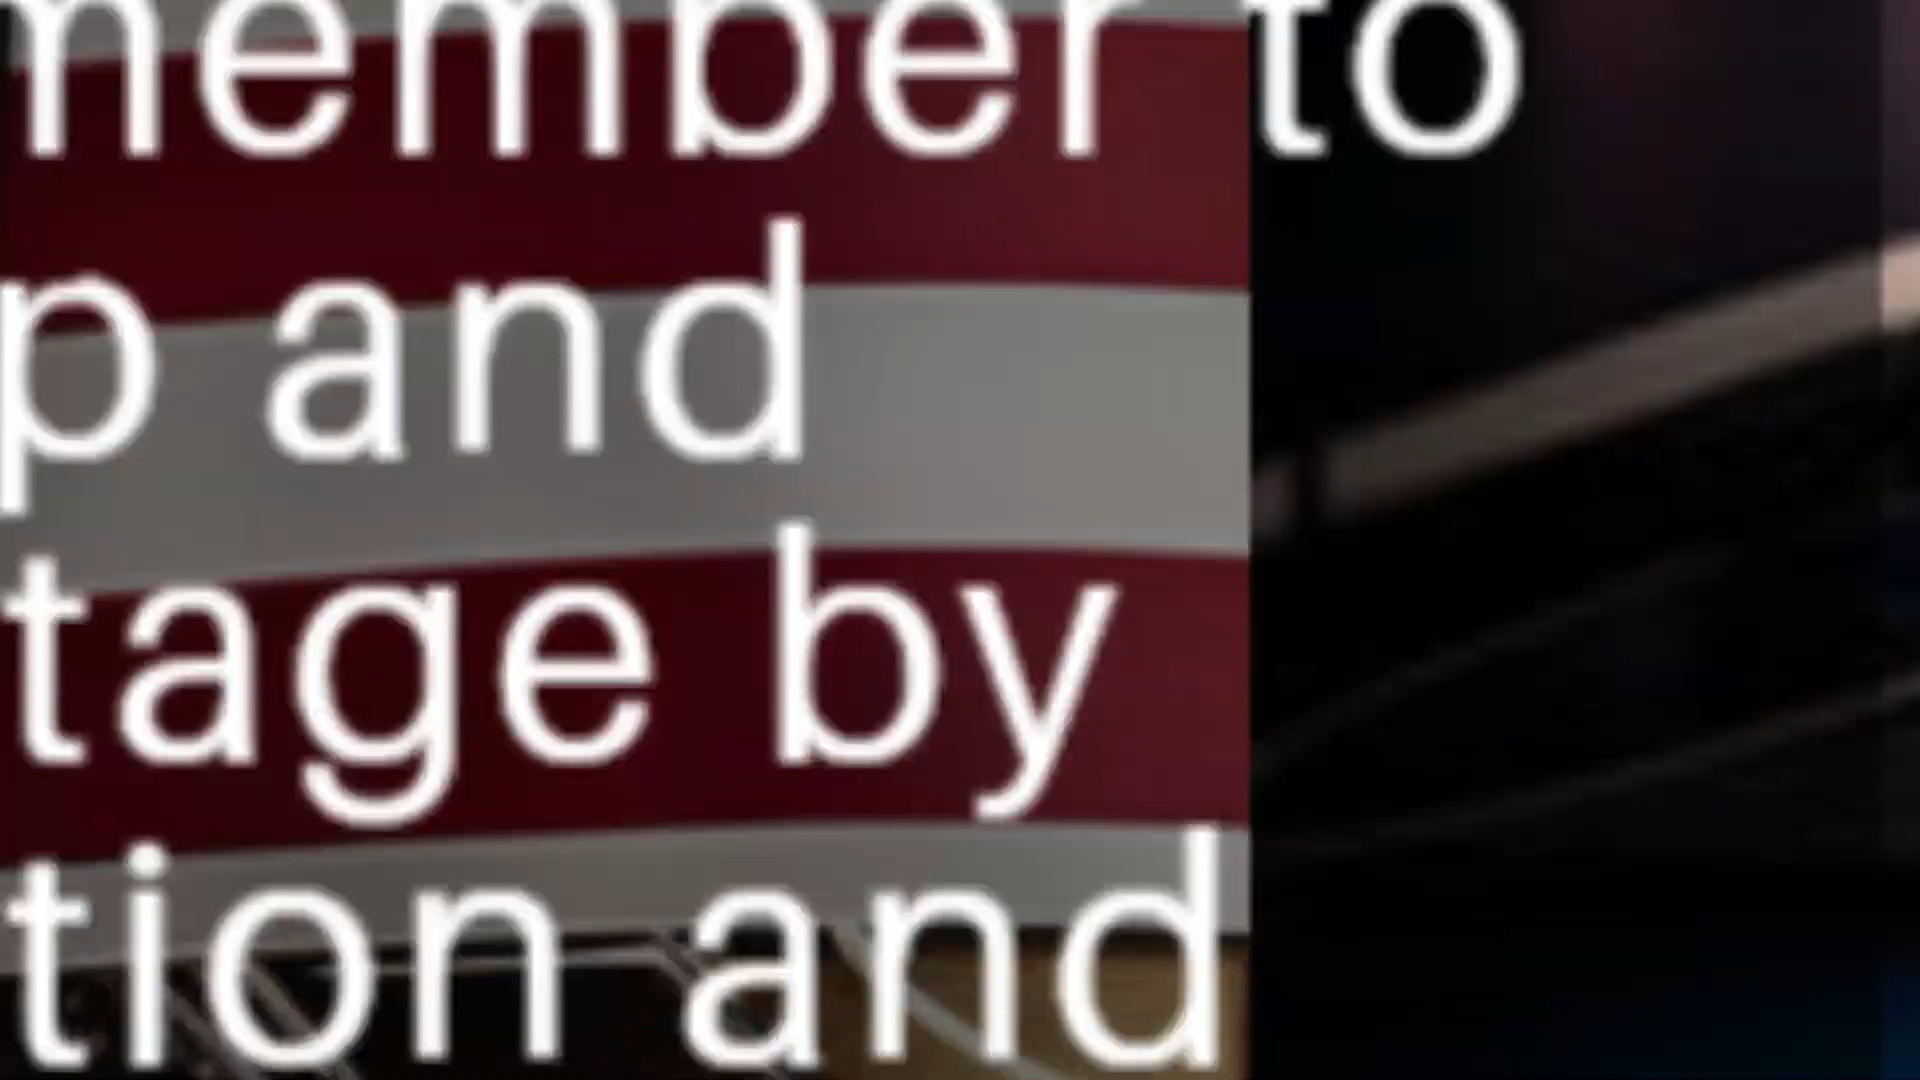 member to
p and
tage by
tion and